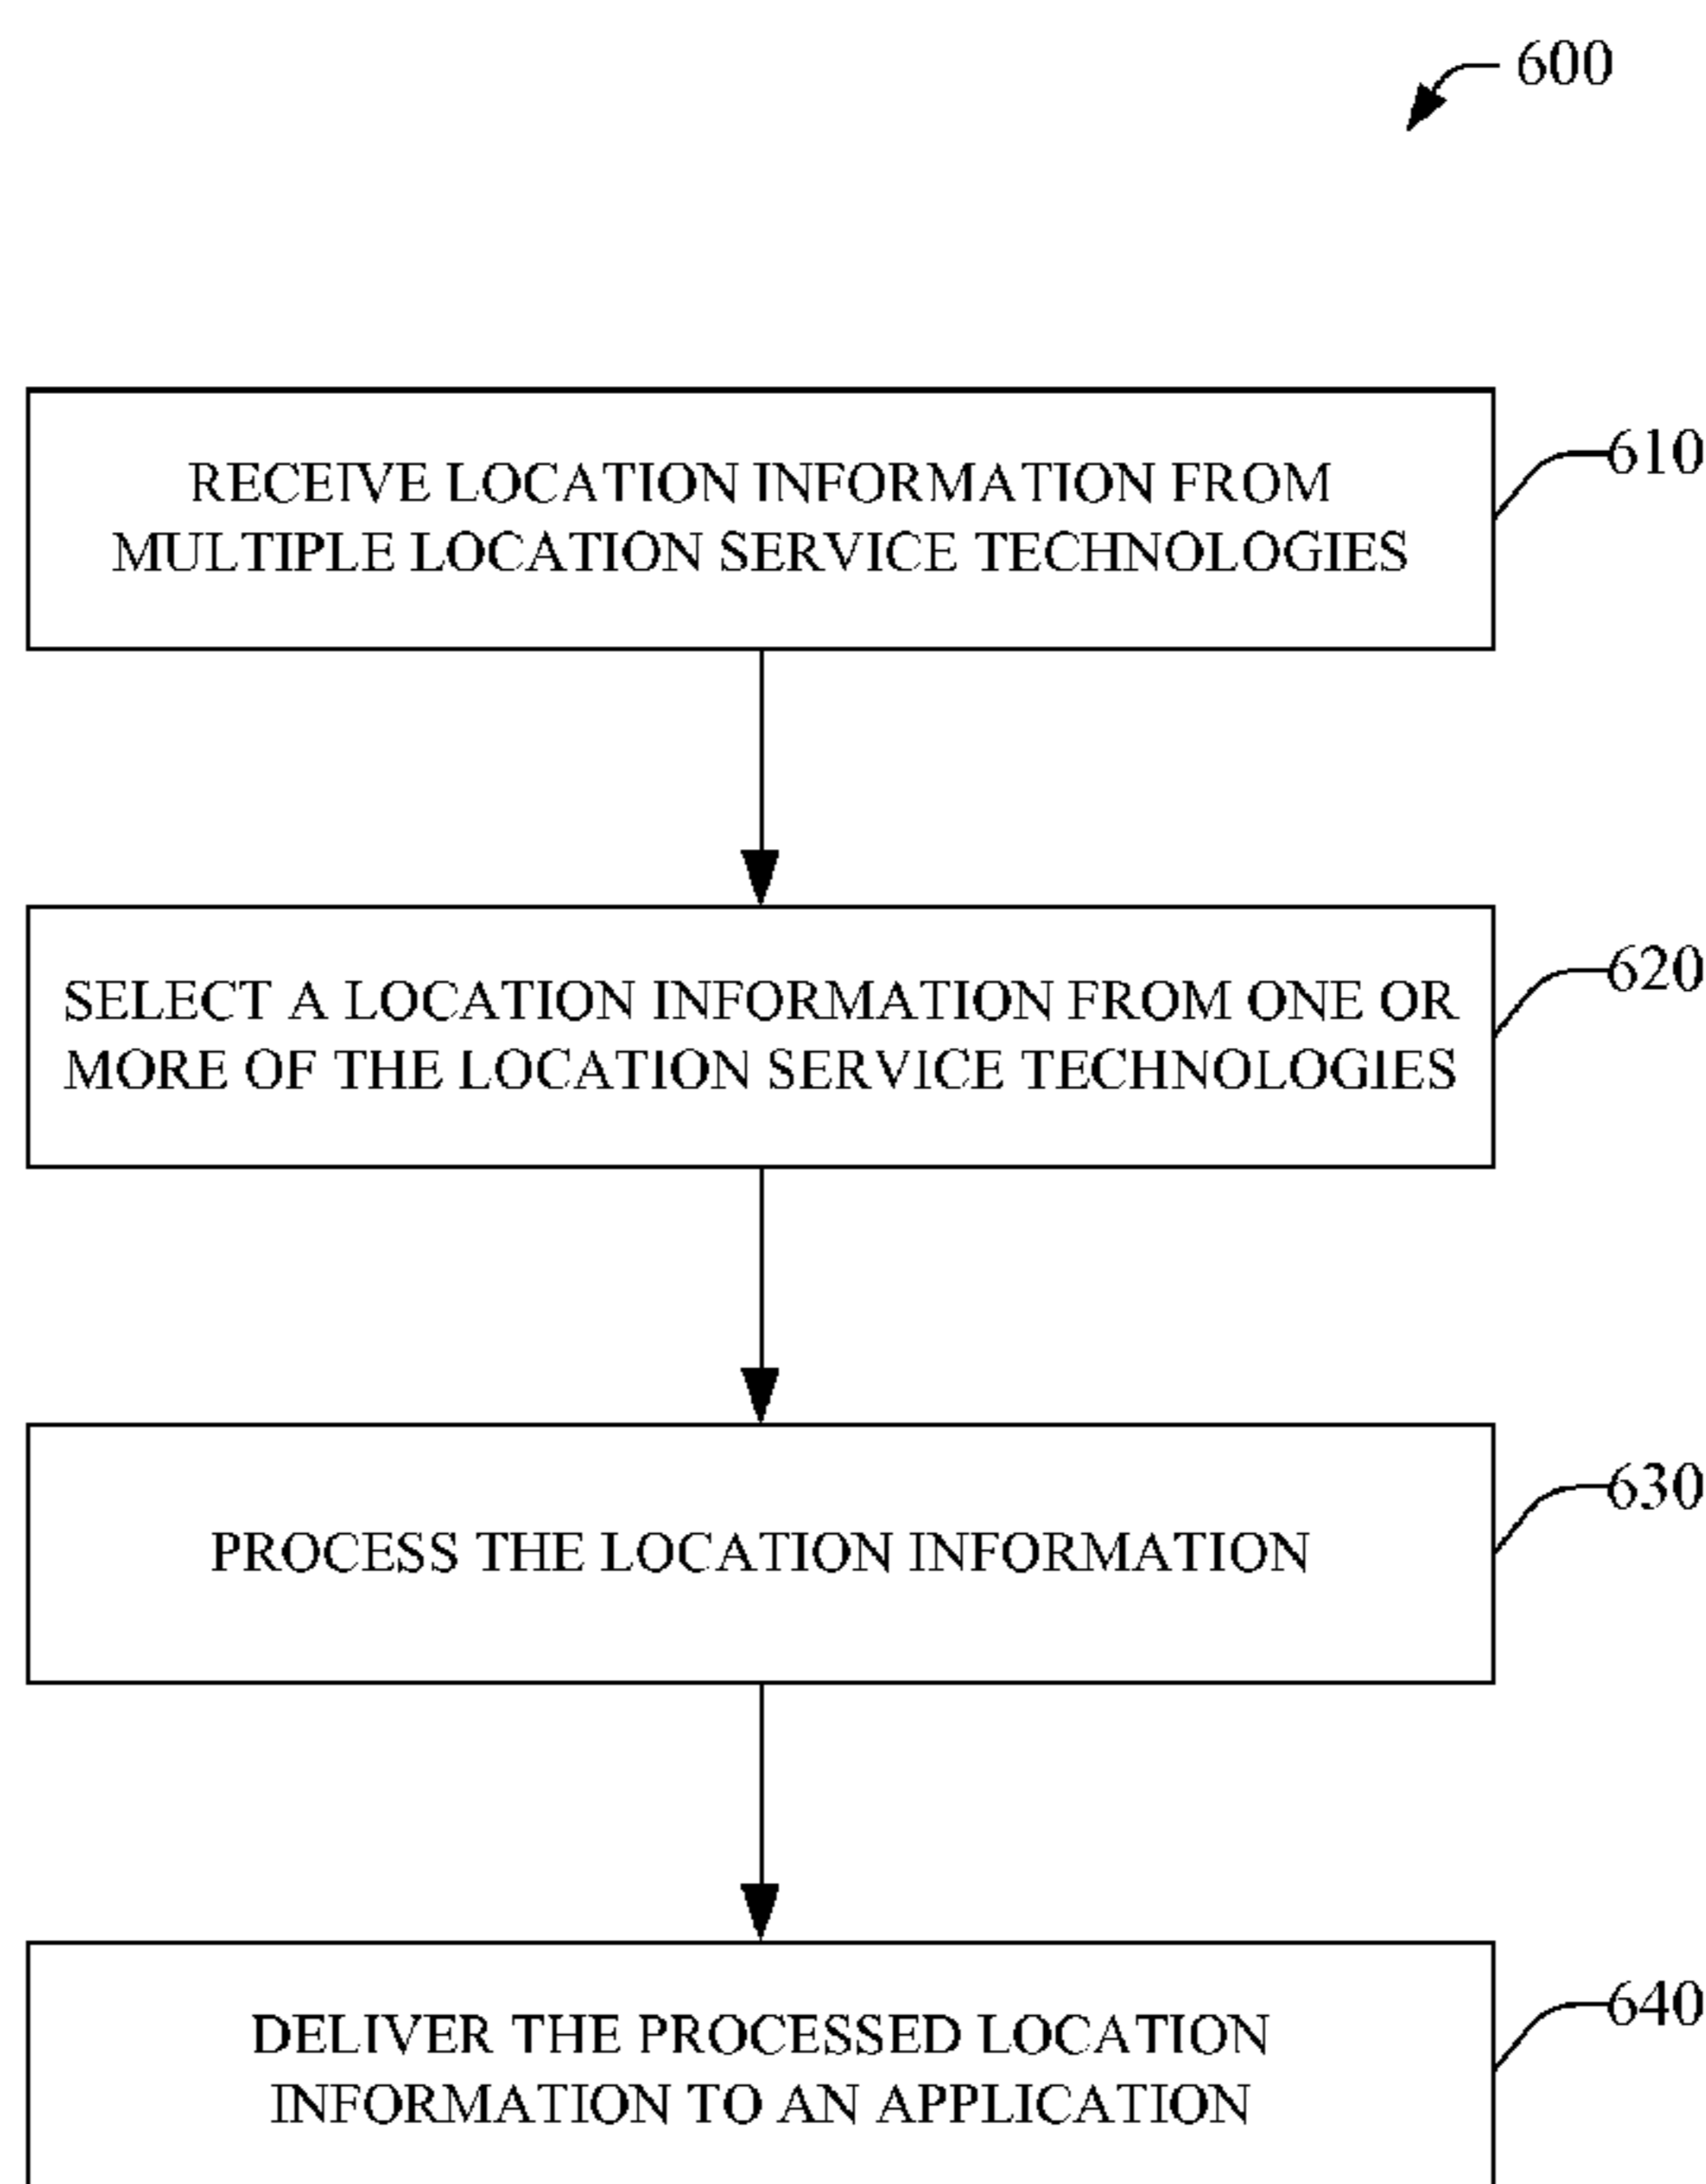 600
RECEIVE LOCATION INFORMATION FROM
MULTIPLE LOCATION SERVICE TECHNOLOGIES
610
SELECT A LOCATION INFORMATION FROM ONE OR
MORE OF THE LOCATION SERVICE TECHNOLOGIES
620
PROCESS THE LOCATION INFORMATION
630
DELIVER THE PROCESSED LOCATION
INFORMATION TO AN APPLICATION
640